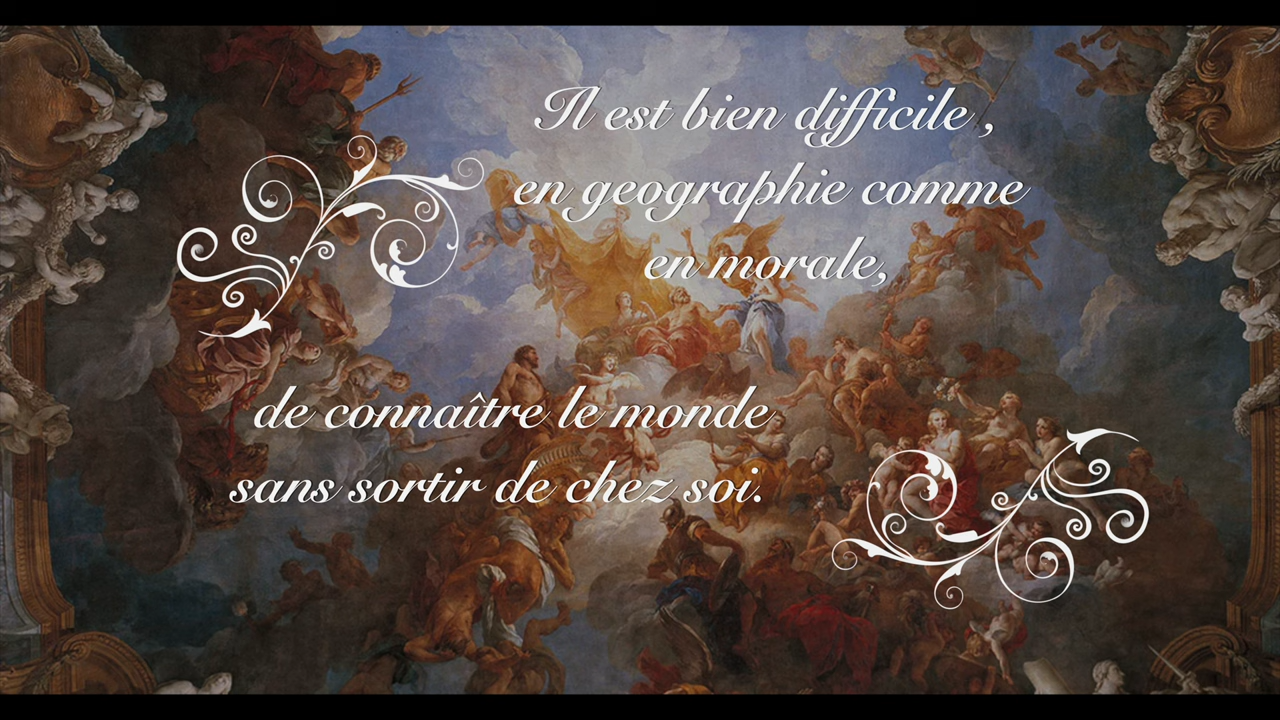 Il est bien difficile ,
en geographie comme
en morale,
de connaître le monde
sans sortir de chez soi.